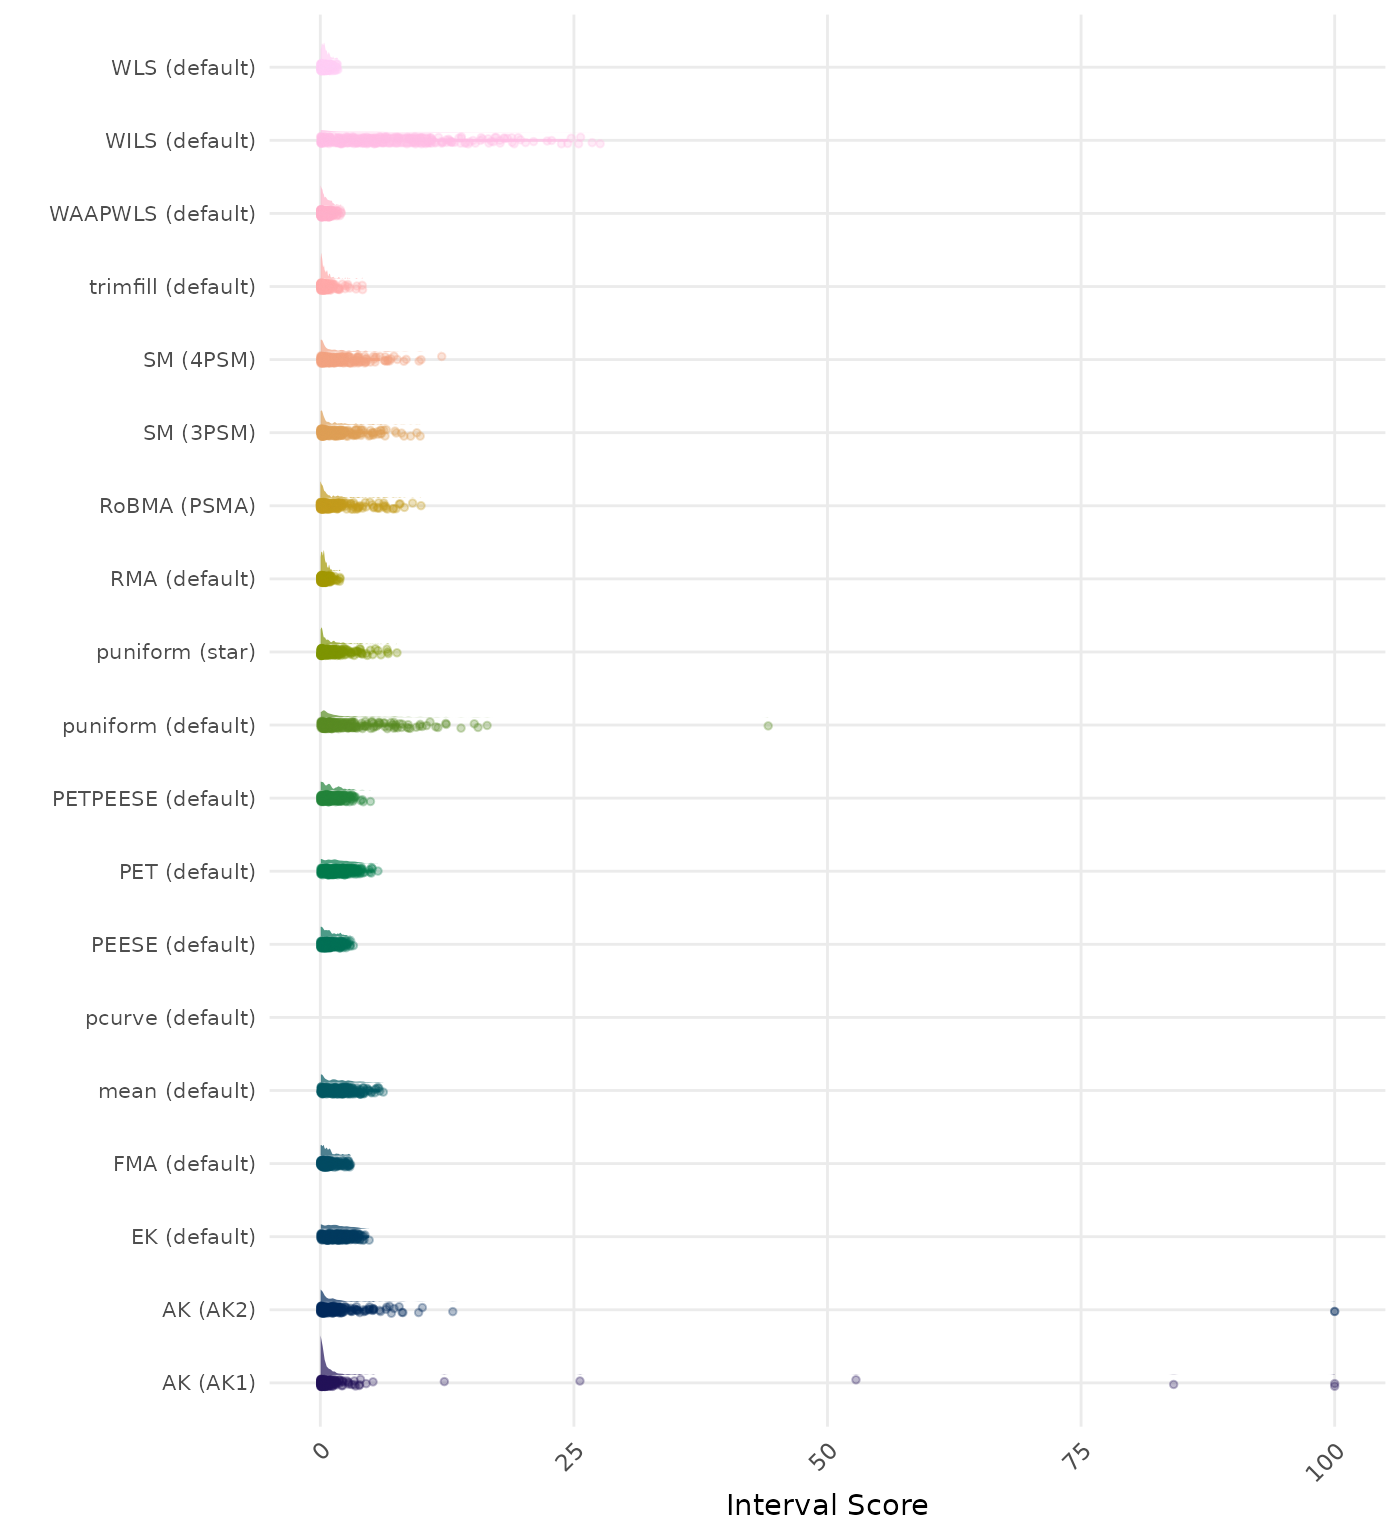 WLS (default)
WILS (default)
WAAPWLS (default)
trimfill (default)
SM (4PSM)
SM (3PSM)
RoBMA (PSMA)
RMA (default)
puniform (star)
puniform (default)
PETPEESE (default)
PET (default)
PEESE (default)
pcurve (default)
mean (default)
FMA (default)
EK (default)
AK (AK2)
AK (AK1)
0 25 50 75 100
Interval Score